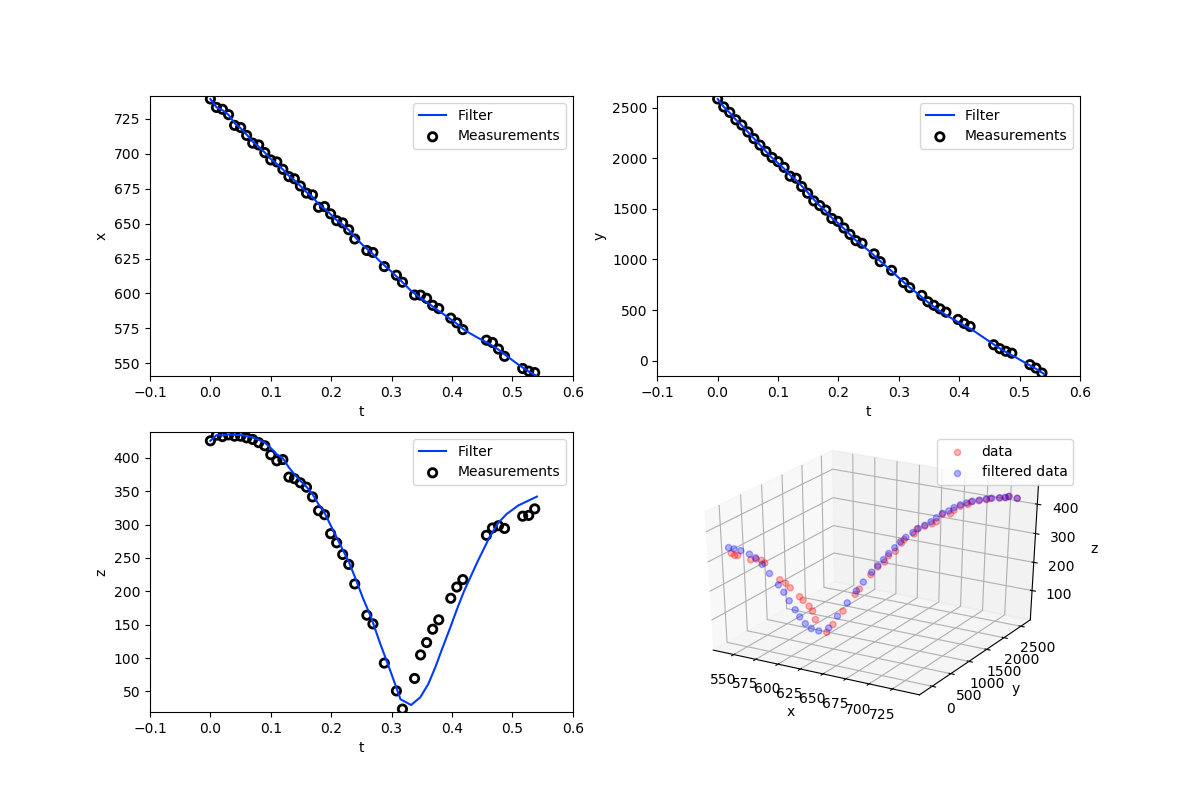 725
700
675
650
625
600
575
550
x
−0.1 0.0 0.1 0.2 0.3 0.4 0.5 0.6
t
Filter
Measurements
2500
2000
1500
1000
500
0
y
−0.1 0.0 0.1 0.2 0.3 0.4 0.5 0.6
t
Filter
Measurements
400
350
300
250
200
150
100
50
z
−0.1 0.0 0.1 0.2 0.3 0.4 0.5 0.6
t
Filter
Measurements
data
filtered data
400
300
200
100
z
550 575 600 625 650 675 700 725
x
0 500 1000 1500 2000 2500
y